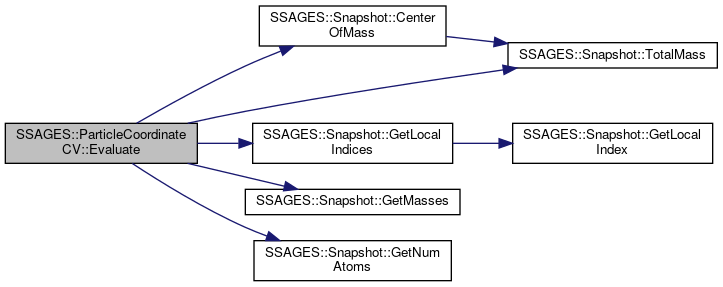 SSAGES::ParticleCoordinate
CV::Evaluate
SSAGES::Snapshot::Center
OfMass
SSAGES::Snapshot::TotalMass
SSAGES::Snapshot::GetLocal
Indices
SSAGES::Snapshot::GetLocal
Index
SSAGES::Snapshot::GetMasses
SSAGES::Snapshot::GetNum
Atoms